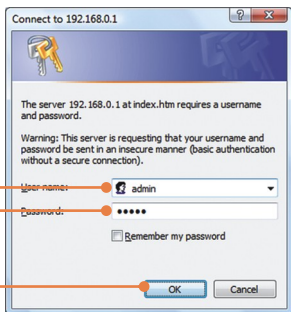 Connect to 192.168.0.1
The server 192.168.0.1 at index.htm requires a username
and password.
Warning: This server is requesting that your username and
password be sent in an insecure manner (basic authentication
without a secure connection).
User name:
admin
Password:
•••••
Remember my password
OK
Cancel